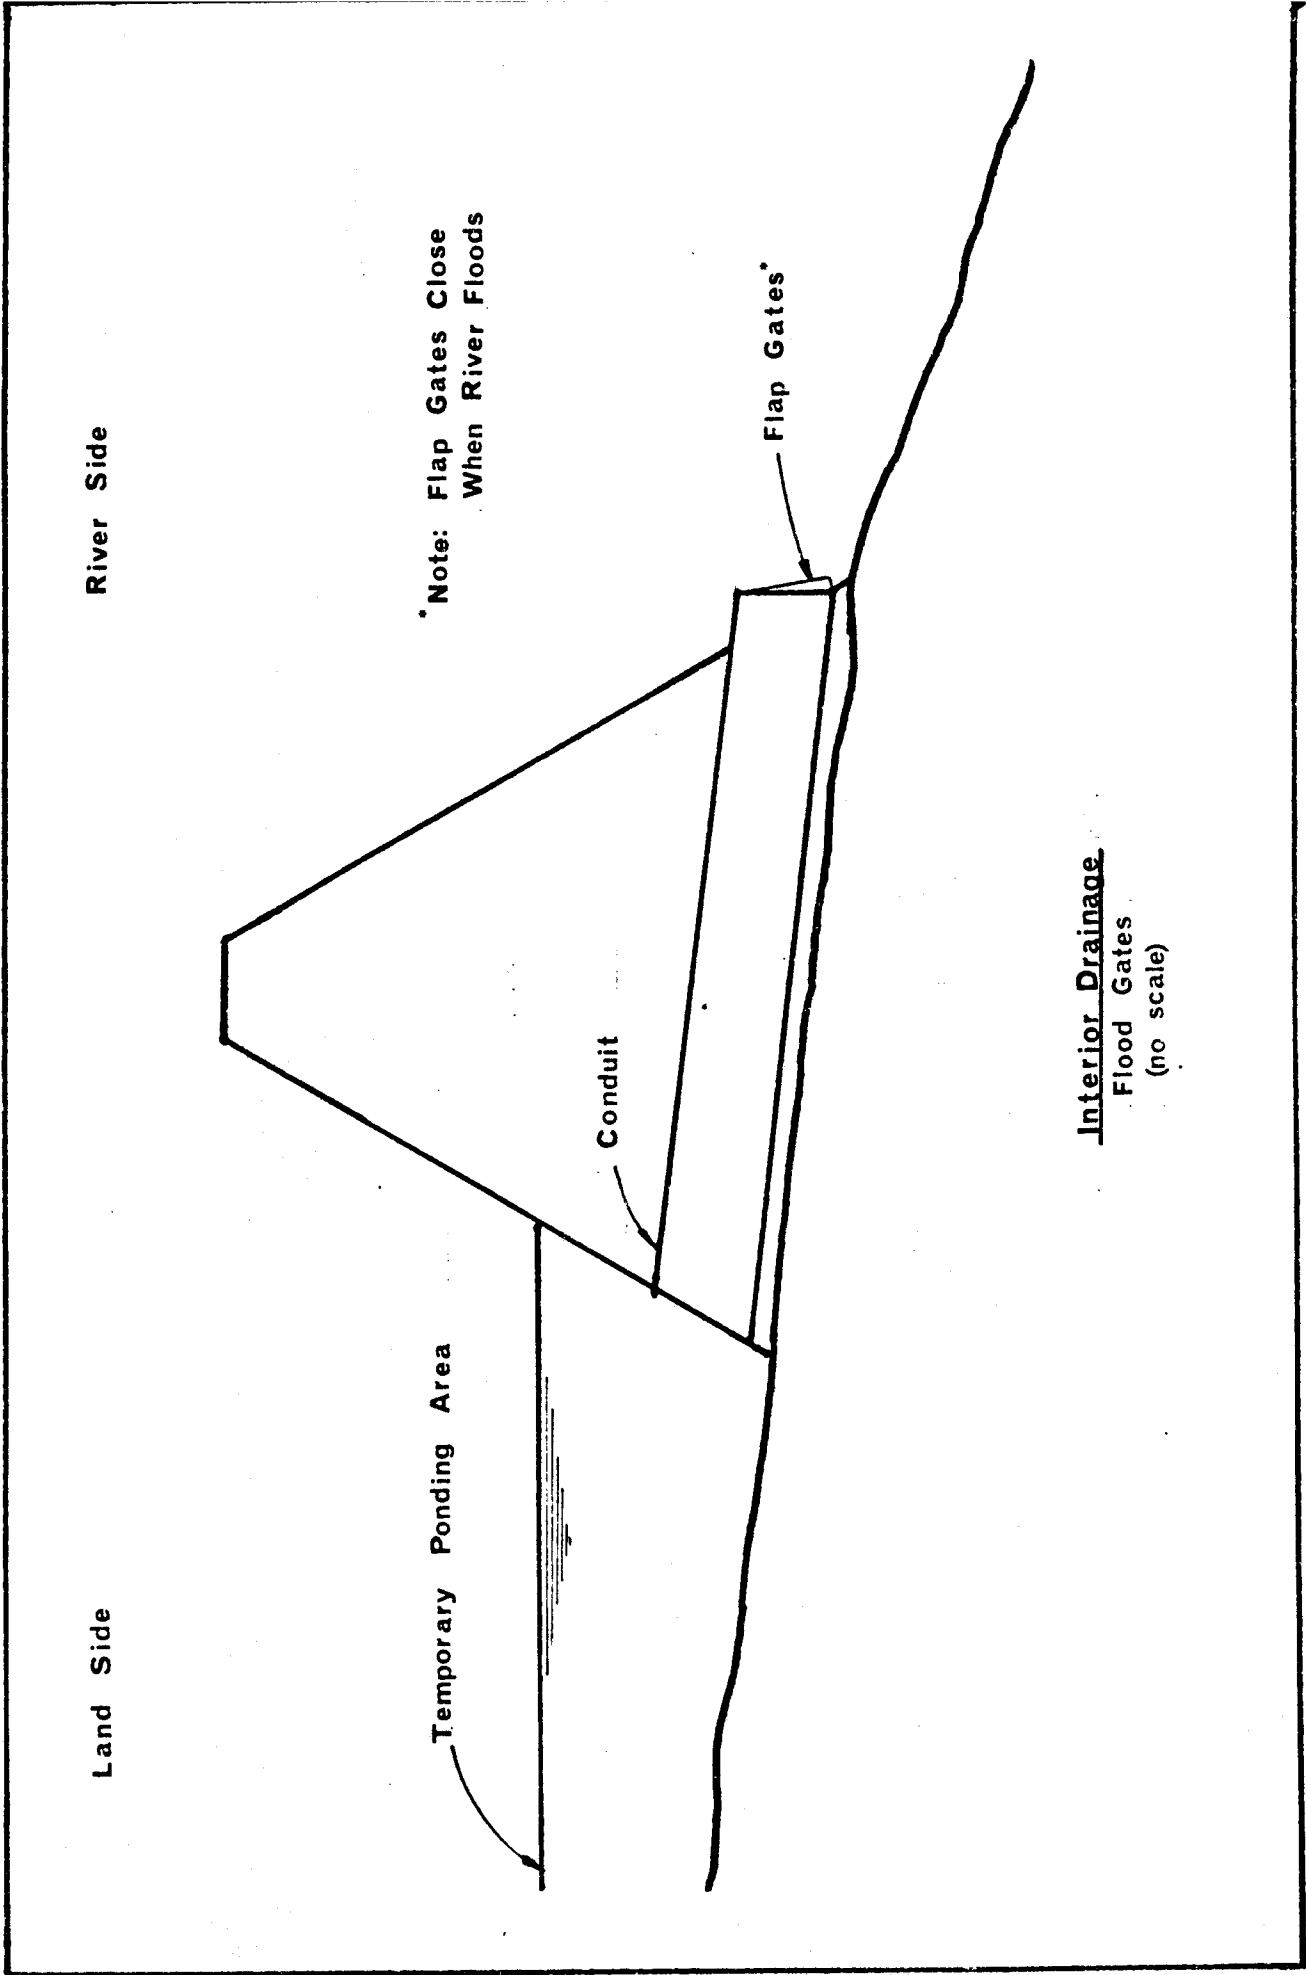 Land Side
River Side
Temporary Ponding Area
*Note: Flap Gates Close
When River Floods
Conduit
Flap Gates*
Interior Drainage
Flood Gates
(no scale)